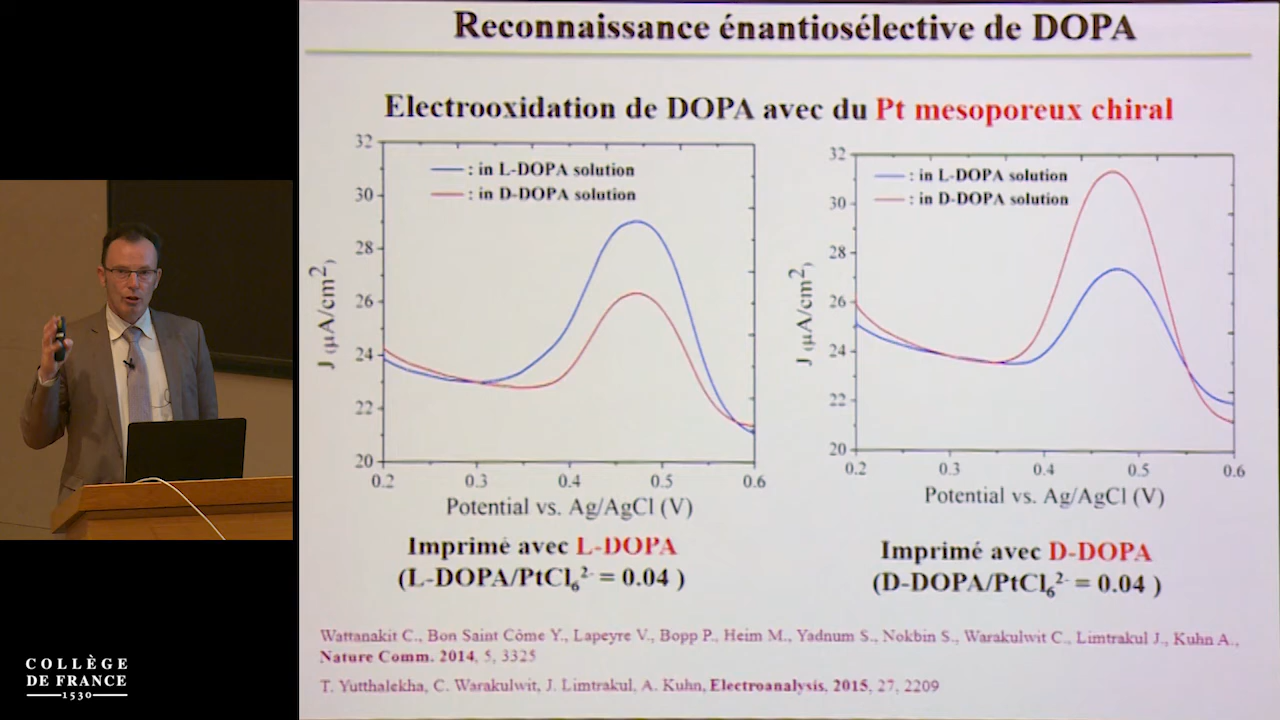 Reconnaissance énantiosélective de DOPA
Electrooxidation de DOPA avec du Pt mesoporeux chiral
32
30
28
26
24
22
20
0.2
0.3
0.4
0.5
0.6
J (µA/cm²)
Potential vs. Ag/AgCl (V)
: in L-DOPA solution
: in D-DOPA solution
Imprimé avec L-DOPA
(L-DOPA/PtCl₆²⁻ = 0.04 )
32
30
28
26
24
22
20
0.2
0.3
0.4
0.5
0.6
J (µA/cm²)
Potential vs. Ag/AgCl (V)
: in L-DOPA solution
: in D-DOPA solution
Imprimé avec D-DOPA
(D-DOPA/PtCl₆²⁻ = 0.04 )
Wattanakit C., Bon Saint Côme Y., Lapeyre V., Bopp P., Heim M., Yadnum S., Nokbin S., Warakulwit C., Limtrakul J., Kuhn A.,
Nature Comm. 2014, 5, 3325
T. Yutthalekha, C. Warakulwit, J. Limtrakul, A. Kuhn, Electroanalysis, 2015, 27, 2209
COLLÈGE
DE FRANCE
1530